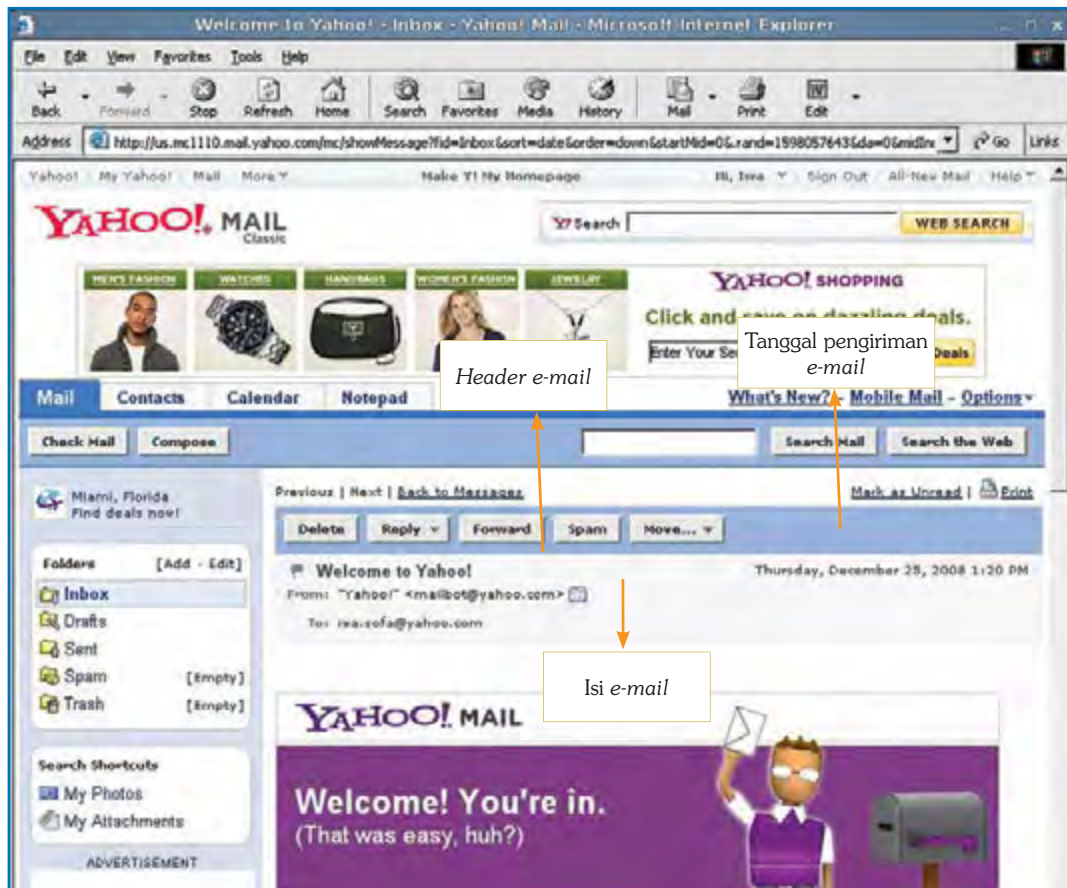 Welcome to Yahoo! - Inbox - Yahoo! Mail - Microsoft Internet Explorer
File Edit View Favorites Tools Help
Back Forward Stop Refresh Home Search Favorites Media History Mail Print Edit
Address http://us.mc1110.mail.yahoo.com/mc/showMessage?fid=Inbox&sort=date&order=down&startMid=0&.rand=1598057643&da=0&midIn Go Links
Yahoo! My Yahoo! Mail More Make Y! My Homepage Hi, Sign Out All-New Mail Help
YAHOO! MAIL
Classic
Y! Search WEB SEARCH
MEN'S FASHION WATCHES HANDBAGS WOMEN'S FASHION JEWELRY
YAHOO! SHOPPING
Click and save on dazzling deals.
Enter Your Deals
Header e-mail
Tanggal pengiriman
e-mail
Mail Contacts Calendar Notepad
What's New? - Mobile Mail - Options
Check Mail Compose Search Mail Search the Web
Miami, Florida
Find deals now!
Previous | Next | Back to Messages Mark as Unread | Print
Delete Reply Forward Spam Move...
Folders [Add - Edit]
Inbox
Drafts
Sent
Spam [Empty]
Trash [Empty]
Welcome to Yahoo! Thursday, December 25, 2008 1:20 PM
From: "Yahoo!" <mailbot@yahoo.com>
To:
Isi e-mail
Search Shortcuts
My Photos
My Attachments
ADVERTISEMENT
YAHOO! MAIL
Welcome! You're in.
(That was easy, huh?)